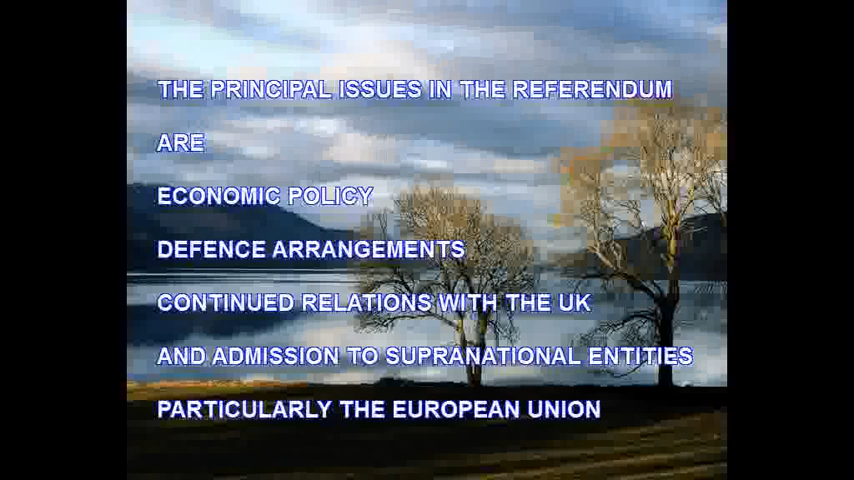 THE PRINCIPAL ISSUES IN THE REFERENDUM
ARE
ECONOMIC POLICY
DEFENCE ARRANGEMENTS
CONTINUED RELATIONS WITH THE UK
AND ADMISSION TO SUPRANATIONAL ENTITIES
PARTICULARLY THE EUROPEAN UNION